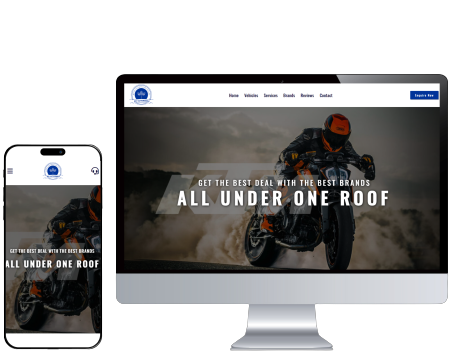 Home Vehicles Services Brands Reviews Contact
Enquire Now
GET THE BEST DEAL WITH THE BEST BRANDS
ALL UNDER ONE ROOF
GET THE BEST DEAL WITH THE BEST BRANDS
ALL UNDER ONE ROOF